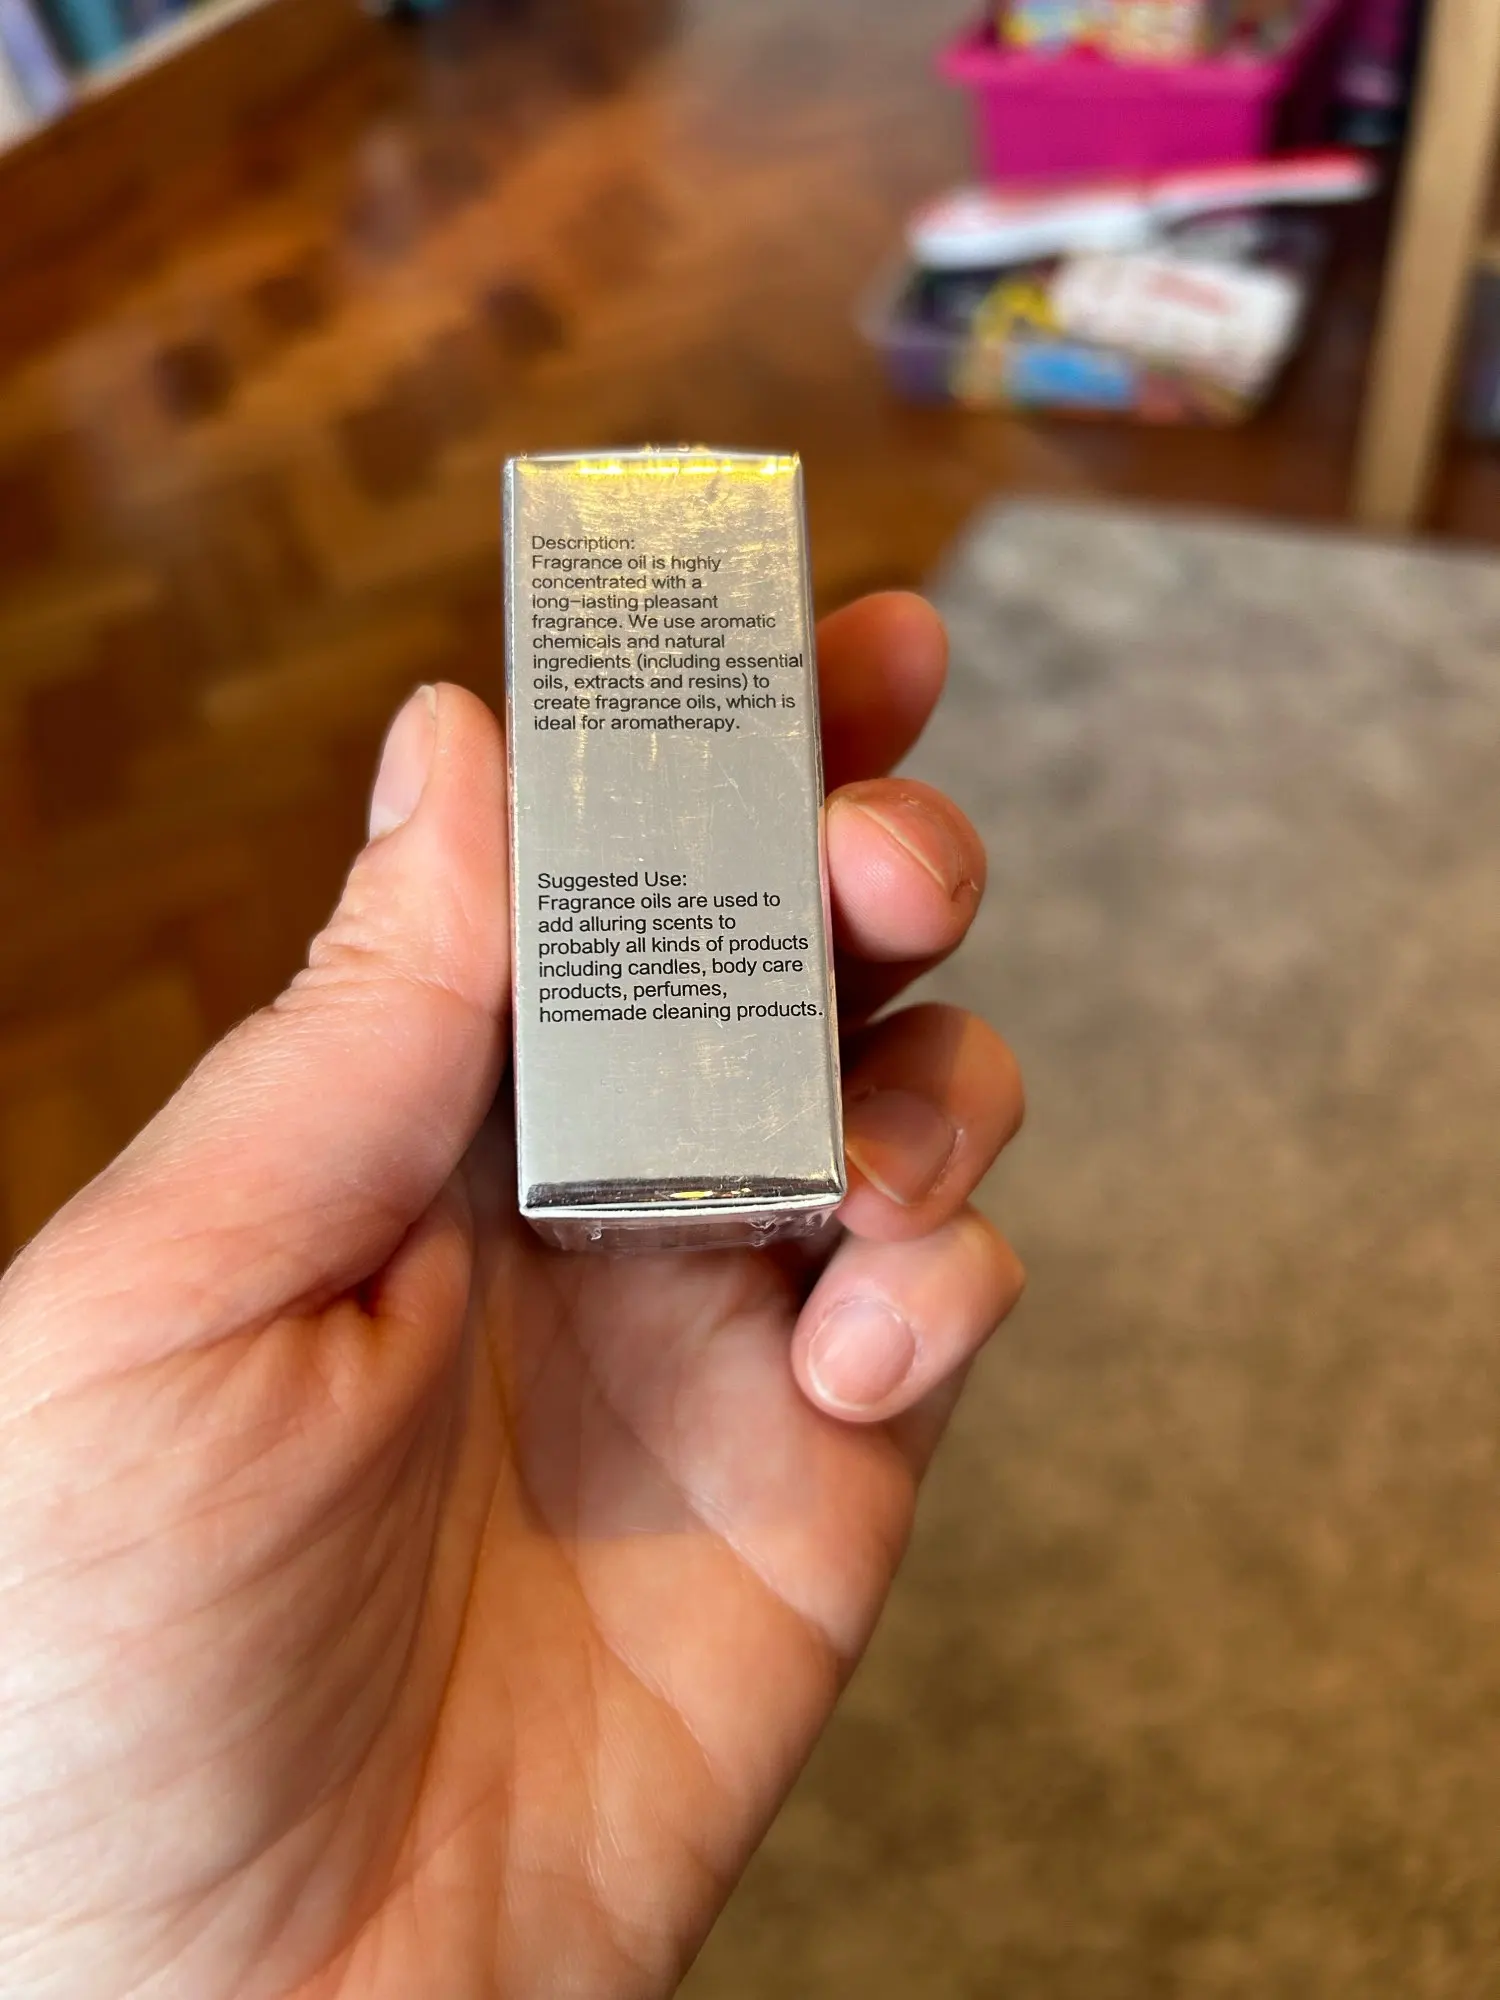 Description:
Fragrance oil is highly
concentrated with a
long-lasting pleasant
fragrance. We use aromatic
chemicals and natural
ingredients (including essential
oils, extracts and resins) to
create fragrance oils, which is
ideal for aromatherapy.
Suggested Use:
Fragrance oils are used to
add alluring scents to
probably all kinds of products
including candles, body care
products, perfumes,
homemade cleaning products.